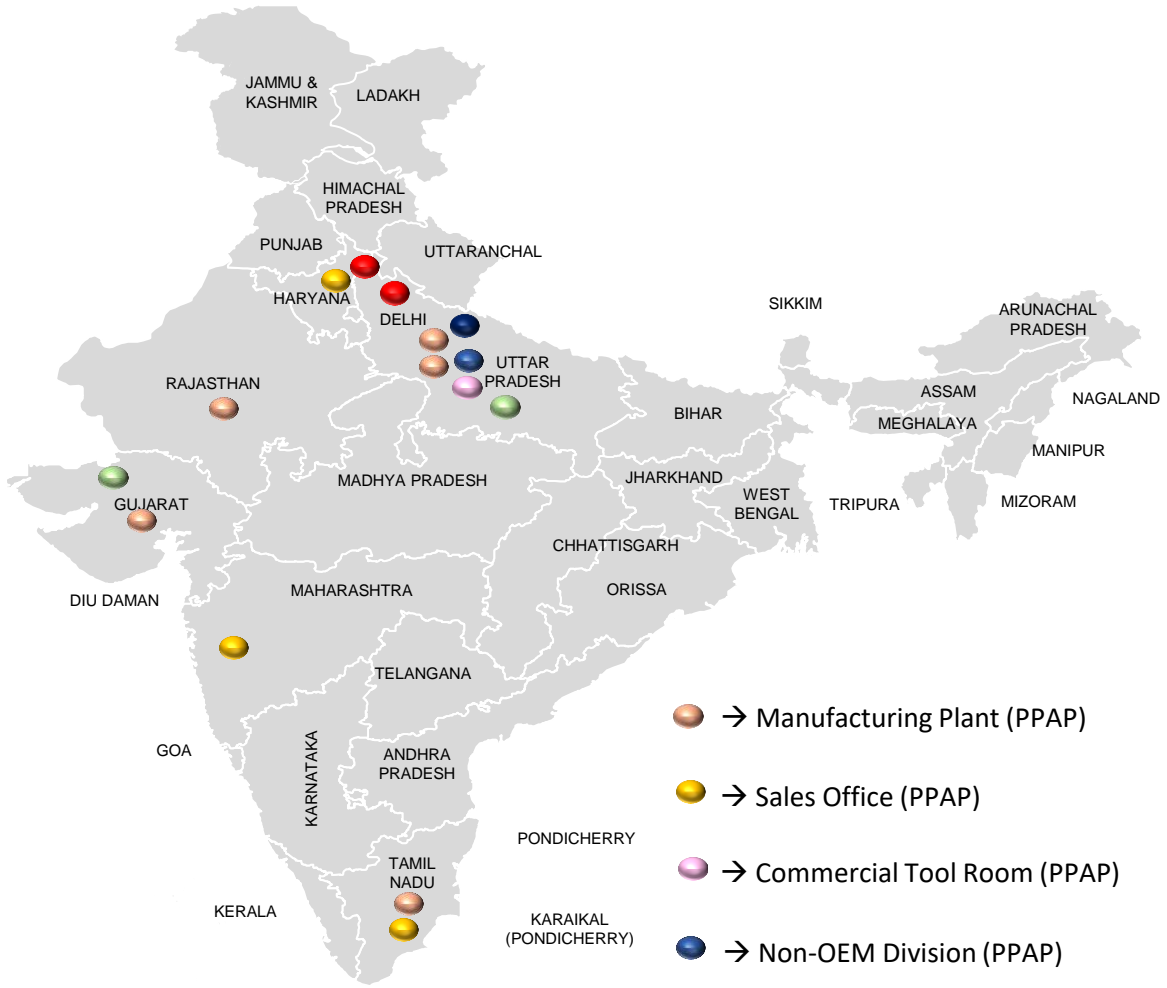 JAMMU &
KASHMIR
LADAKH
HIMACHAL
PRADESH
PUNJAB
UTTARANCHAL
HARYANA
DELHI
SIKKIM
ARUNACHAL
PRADESH
RAJASTHAN
UTTAR
PRADESH
ASSAM
NAGALAND
BIHAR
MEGHALAYA
MANIPUR
MADHYA PRADESH
JHARKHAND
GUJARAT
WEST
BENGAL
TRIPURA
MIZORAM
CHHATTISGARH
MAHARASHTRA
ORISSA
DIU DAMAN
TELANGANA
→ Manufacturing Plant (PPAP)
GOA
KARNATAKA
ANDHRA
PRADESH
→ Sales Office (PPAP)
PONDICHERRY
TAMIL
NADU
→ Commercial Tool Room (PPAP)
KERALA
KARAIKAL
(PONDICHERRY)
→ Non-OEM Division (PPAP)